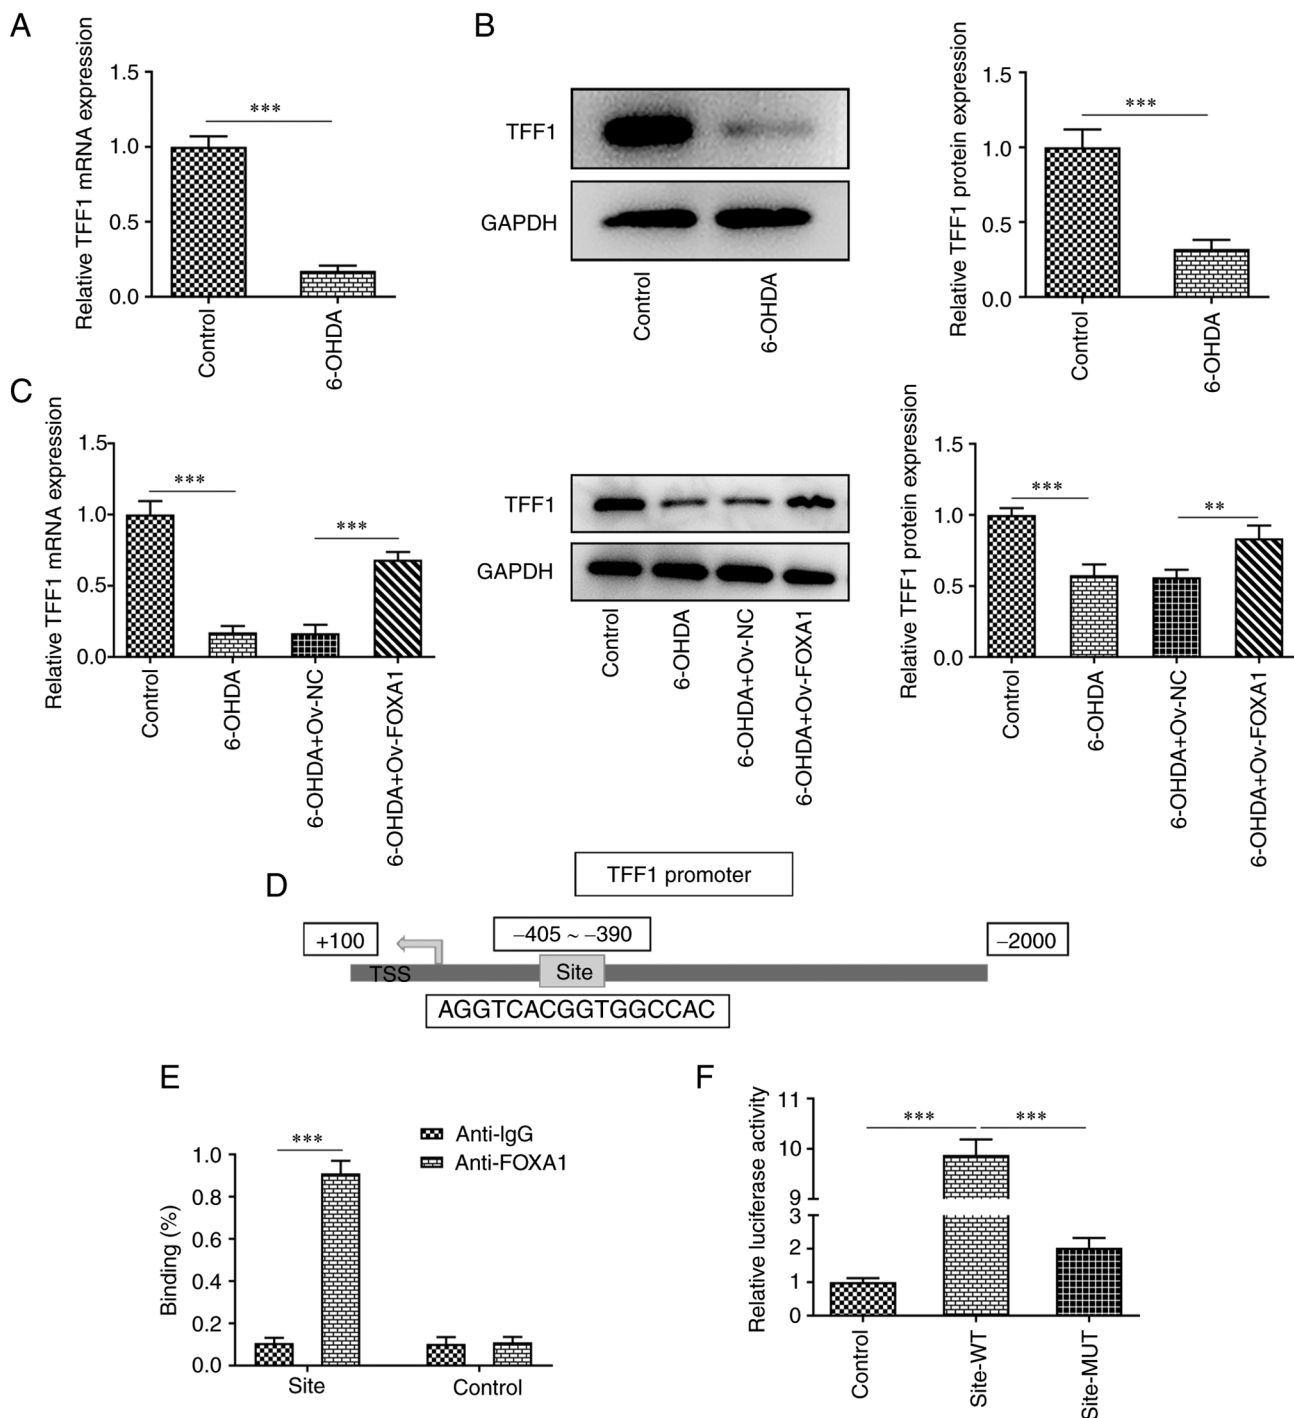 A
Relative TFF1 mRNA expression
1.5
1.0
0.5
0.0
***
Control
6-OHDA
B
TFF1
GAPDH
Control
6-OHDA
Relative TFF1 protein expression
1.5
1.0
0.5
0.0
***
Control
6-OHDA
C
Relative TFF1 mRNA expression
1.5
1.0
0.5
0.0
***
***
Control
6-OHDA
6-OHDA+Ov-NC
6-OHDA+Ov-FOXA1
TFF1
GAPDH
Control
6-OHDA
6-OHDA+Ov-NC
6-OHDA+Ov-FOXA1
Relative TFF1 protein expression
1.5
1.0
0.5
0.0
***
**
Control
6-OHDA
6-OHDA+Ov-NC
6-OHDA+Ov-FOXA1
D
TFF1 promoter
+100
−405 ~ −390
−2000
TSS
Site
AGGTCACGGTGGCCAC
E
Binding (%)
1.0
0.8
0.6
0.4
0.2
0.0
***
Anti-IgG
Anti-FOXA1
Site
Control
F
Relative luciferase activity
11
10
9
3
2
1
0
***
***
Control
Site-WT
Site-MUT